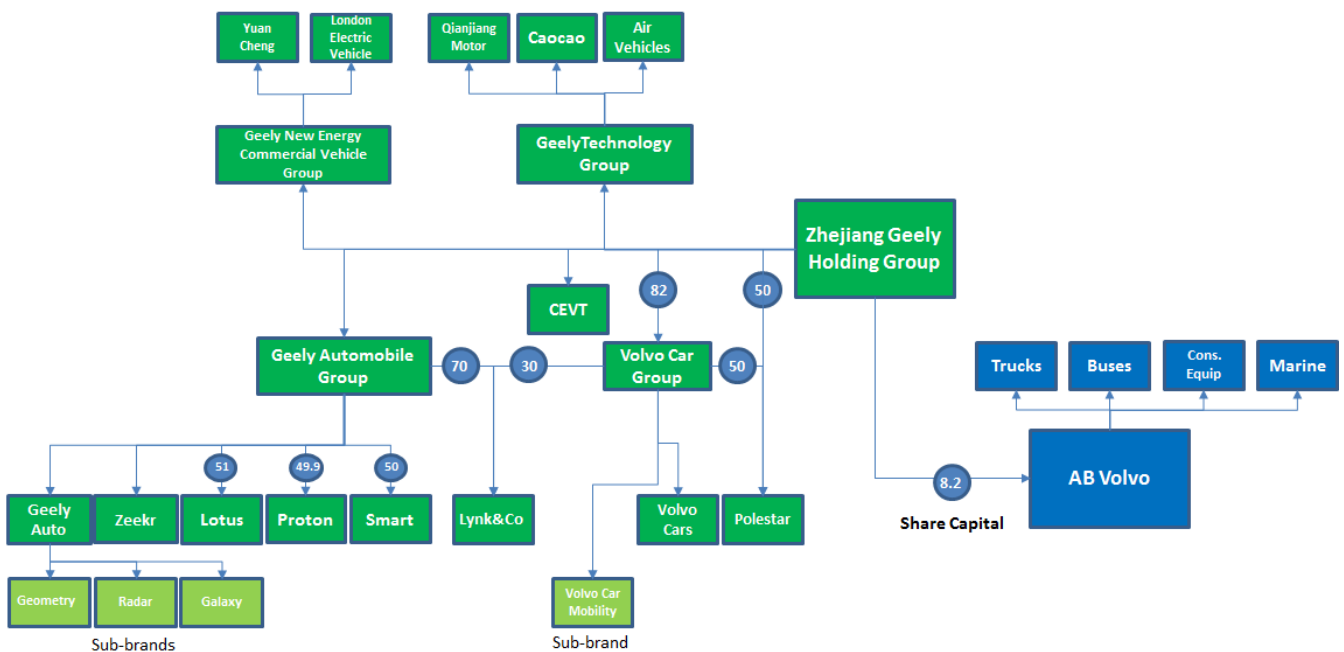 Yuan
Cheng
London
Electric
Vehicle
Qianjiang
Motor
Caocao
Air
Vehicles
Geely New Energy
Commercial Vehicle
Group
GeelyTechnology
Group
Zhejiang Geely
Holding Group
82
50
CEVT
Geely Automobile
Group
70
30
Volvo Car
Group
50
Trucks
Buses
Cons.
Equip
Marine
51
49.9
50
8.2
AB Volvo
Share Capital
Geely
Auto
Zeekr
Lotus
Proton
Smart
Lynk&Co
Volvo
Cars
Polestar
Geometry
Radar
Galaxy
Volvo Car
Mobility
Sub-brands
Sub-brand